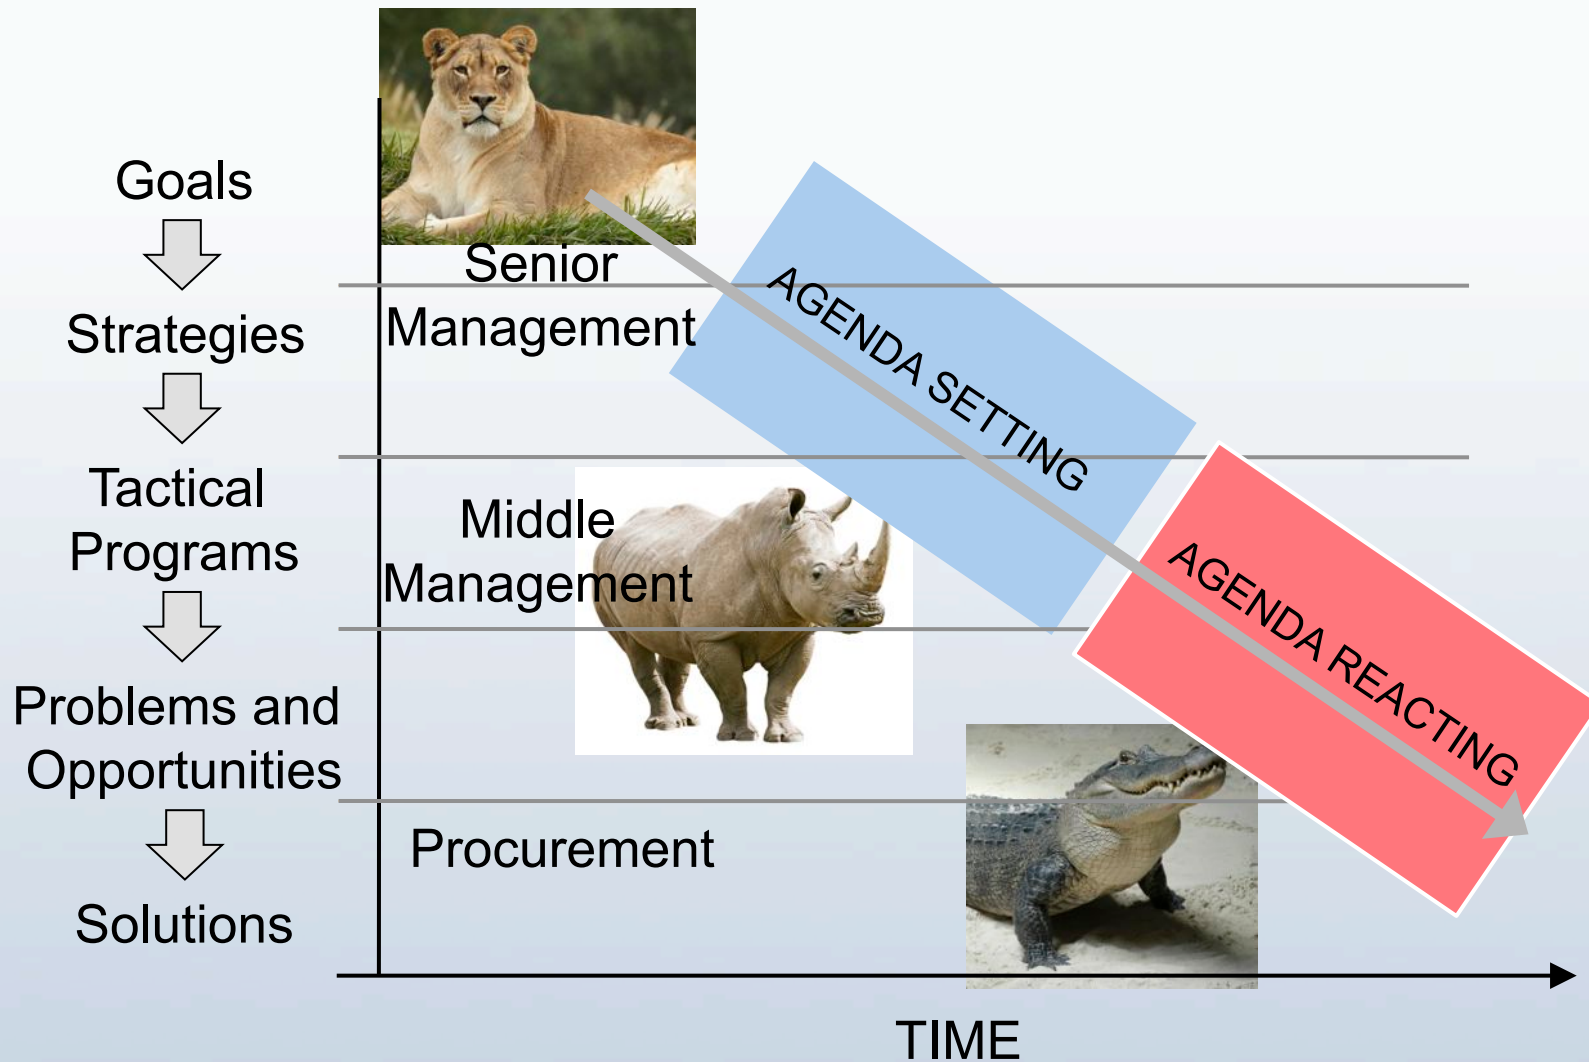 Goals
Strategies
Tactical
Programs
Problems and
Opportunities
Solutions
Senior
Management
Middle
Management
Procurement
AGENDA SETTING
AGENDA REACTING
TIME